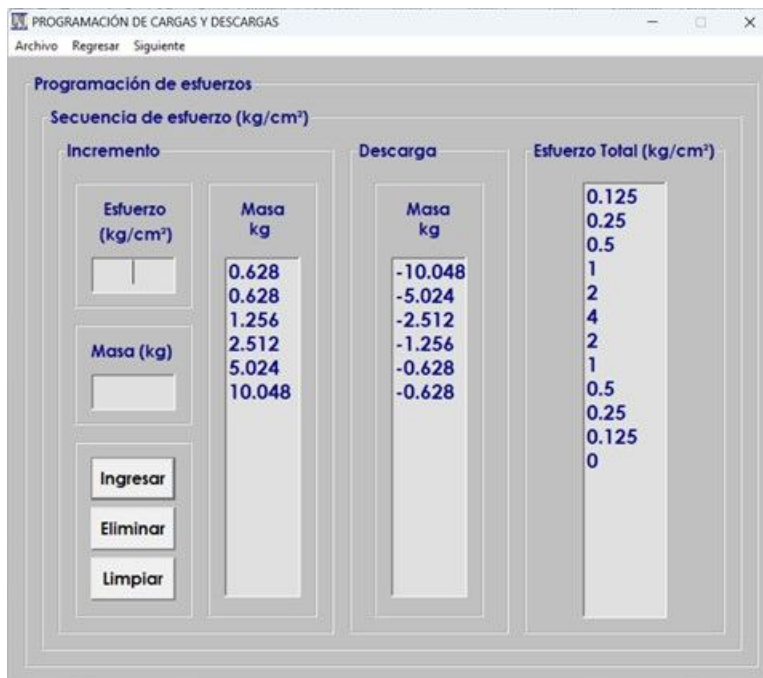 PROGRAMACIÓN DE CARGAS Y DESCARGAS
Archivo Regresar Siguiente
Programación de esfuerzos
Secuencia de esfuerzo (kg/cm²)
Incremento
Esfuerzo
(kg/cm²)
Masa (kg)
Ingresar
Eliminar
Limpiar
Masa
kg
0.628
0.628
1.256
2.512
5.024
10.048
Descarga
Masa
kg
-10.048
-5.024
-2.512
-1.256
-0.628
-0.628
Esfuerzo Total (kg/cm²)
0.125
0.25
0.5
1
2
4
2
1
0.5
0.25
0.125
0